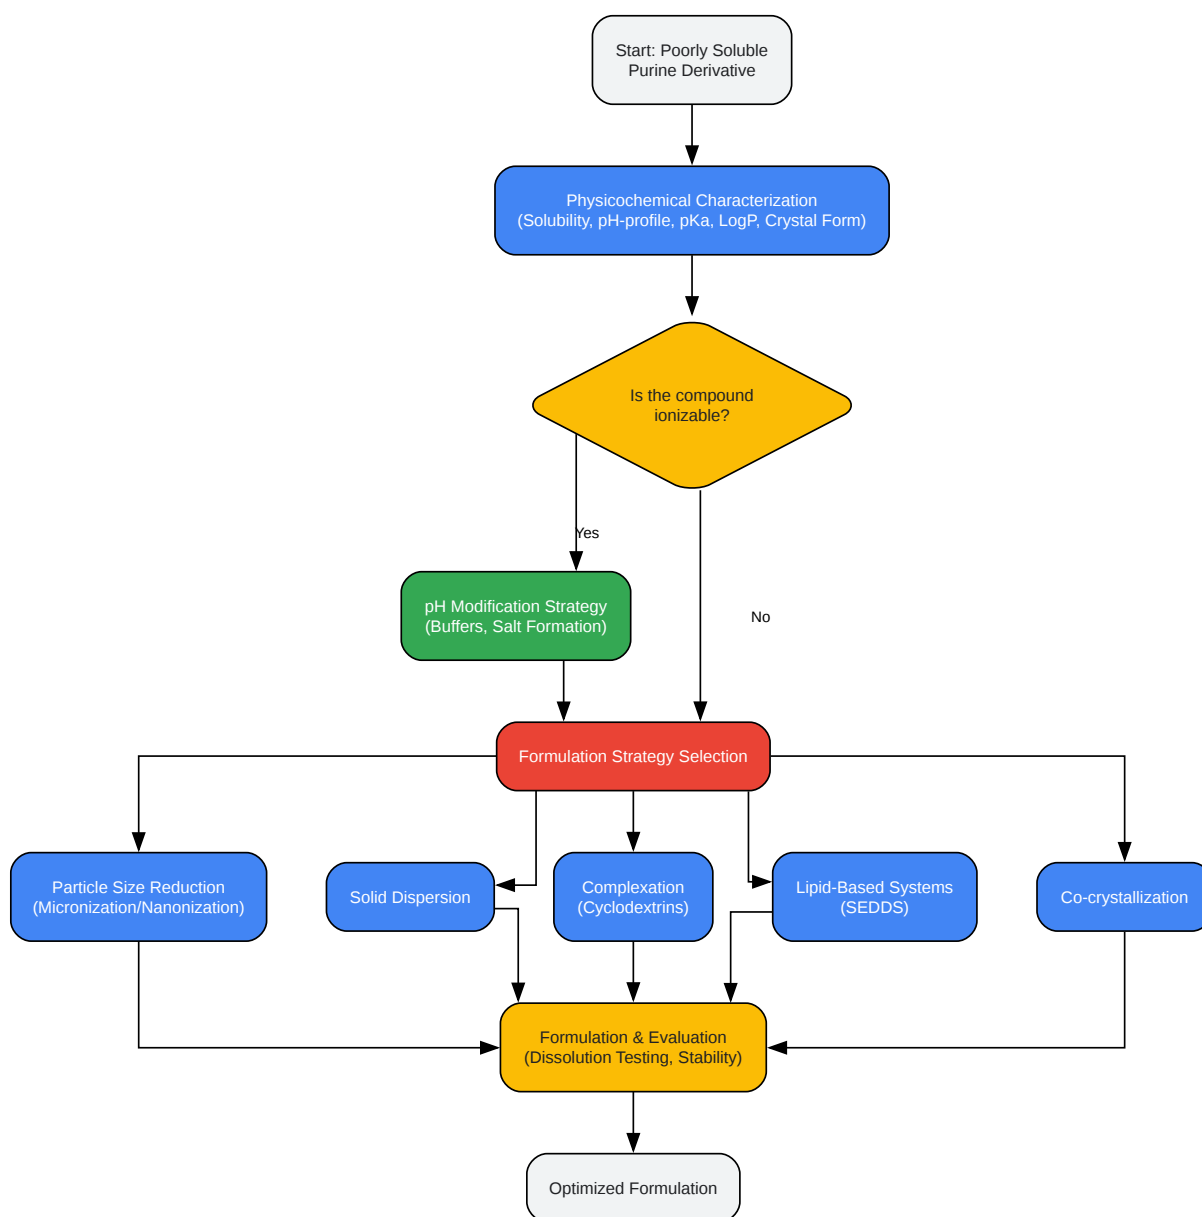 Start: Poorly Soluble
Purine Derivative
Physicochemical Characterization
(Solubility, pH-profile, pKa, LogP, Crystal Form)
Is the compound
ionizable?
Yes
pH Modification Strategy
(Buffers, Salt Formation)
No
Formulation Strategy Selection
Particle Size Reduction
(Micronization/Nanonization)
Solid Dispersion
Complexation
(Cyclodextrins)
Lipid-Based Systems
(SEDDS)
Co-crystallization
Formulation & Evaluation
(Dissolution Testing, Stability)
Optimized Formulation